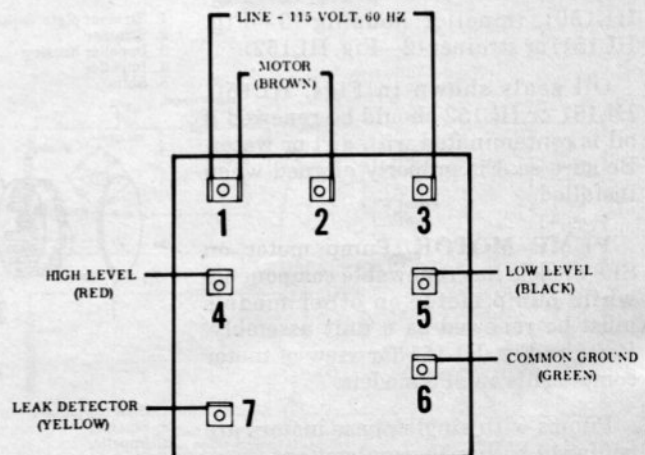 LINE - 115 VOLT, 60 HZ
MOTOR
(BROWN)
1 2 3
HIGH LEVEL
(RED)
4
5
LOW LEVEL
(BLACK)
6
COMMON GROUND
(GREEN)
LEAK DETECTOR
(YELLOW)
7